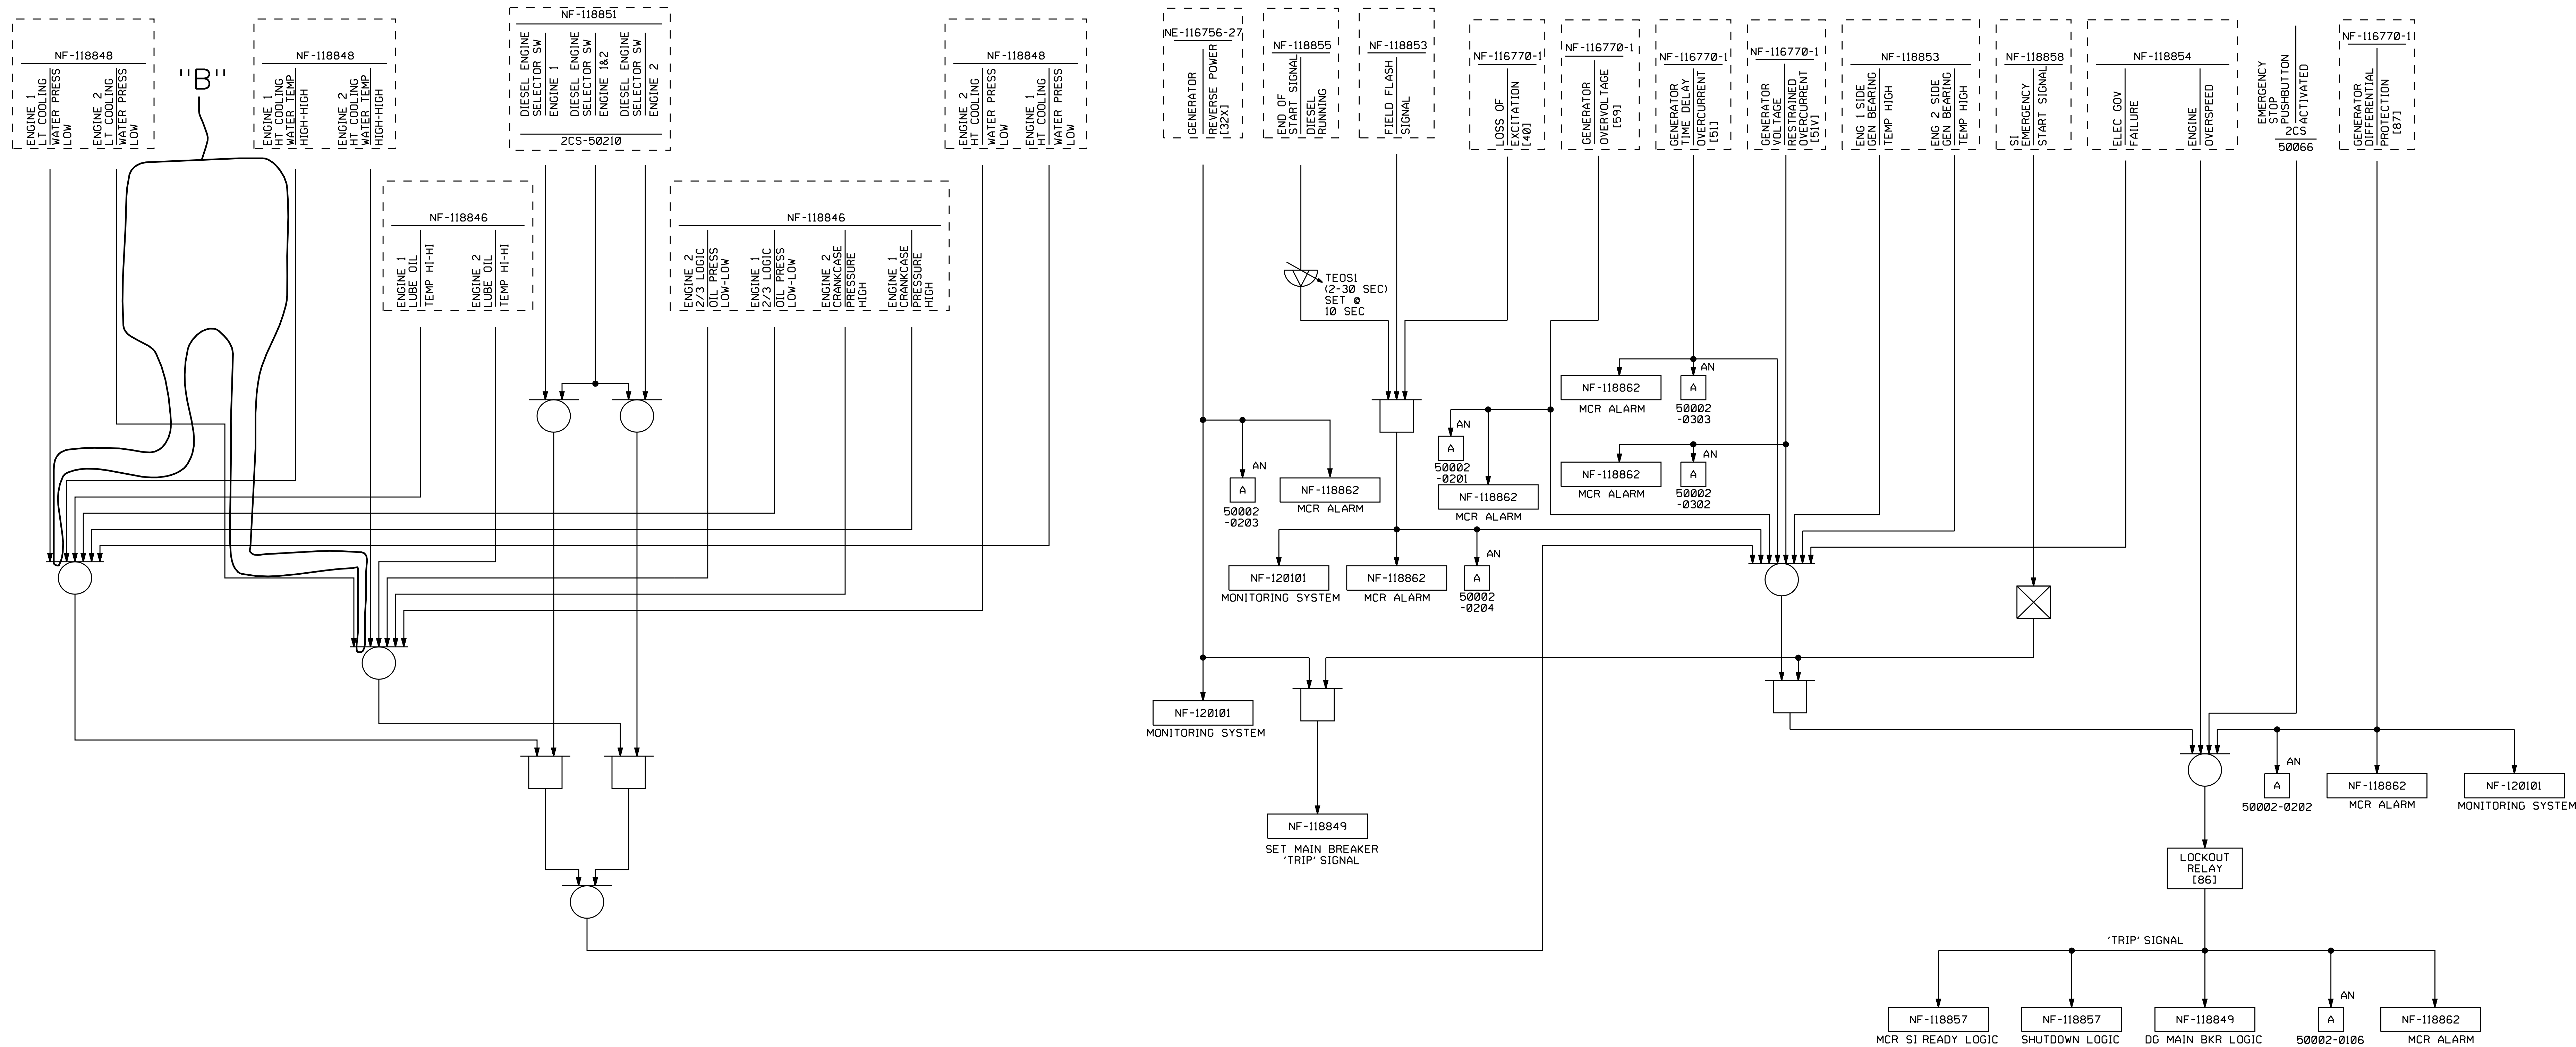 NF-118848
ENGINE 1
LT COOLING
WATER PRESS
LOW
ENGINE 2
LT COOLING
WATER PRESS
LOW
"B"
NF-118848
ENGINE 1
HT COOLING
WATER TEMP
HIGH-HIGH
ENGINE 2
HT COOLING
WATER TEMP
HIGH-HIGH
NF-118851
DIESEL ENGINE
SELECTOR SW
ENGINE 1
DIESEL ENGINE
SELECTOR SW
ENGINE 1&2
DIESEL ENGINE
SELECTOR SW
ENGINE 2
2CS-50210
NF-118848
ENGINE 2
HT COOLING
WATER PRESS
LOW
ENGINE 1
HT COOLING
WATER PRESS
LOW
NF-118846
ENGINE 1
LUBE OIL
TEMP HI-HI
ENGINE 2
LUBE OIL
TEMP HI-HI
NF-118846
ENGINE 2
2/3 LOGIC
OIL PRESS
LOW-LOW
ENGINE 1
2/3 LOGIC
OIL PRESS
LOW-LOW
ENGINE 2
CRANKCASE
PRESSURE
HIGH
ENGINE 1
CRANKCASE
PRESSURE
HIGH
NE-116756-27
GENERATOR
REVERSE POWER
[32X]
NF-118855
END OF
START SIGNAL
DIESEL
RUNNING
NF-118853
FIELD FLASH
SIGNAL
NF-116770-1
LOSS OF
EXCITATION
[40]
NF-116770-1
GENERATOR
OVERVOLTAGE
[59]
NF-116770-1
GENERATOR
TIME DELAY
OVERCURRENT
[51]
NF-116770-1
GENERATOR
VOLTAGE
RESTRAINED
OVERCURRENT
[51V]
NF-118853
ENG 1 SIDE
GEN BEARING
TEMP HIGH
ENG 2 SIDE
GEN BEARING
TEMP HIGH
NF-118858
SI
EMERGENCY
START SIGNAL
NF-118854
ELEC GOV
FAILURE
ENGINE
OVERSPEED
EMERGENCY
STOP
PUSHBUTTON
ACTIVATED
2CS
50066
NF-116770-1
GENERATOR
DIFFERENTIAL
PROTECTION
[87]
TEOS1
(2-30 SEC)
SET @
10 SEC
AN
A
50002
-0203
NF-118862
MCR ALARM
AN
A
50002
-0201
NF-118862
MCR ALARM
NF-118862
MCR ALARM
AN
A
50002
-0303
NF-118862
MCR ALARM
AN
A
50002
-0302
NF-120101
MONITORING SYSTEM
NF-118862
MCR ALARM
AN
A
50002
-0204
NF-120101
MONITORING SYSTEM
NF-118849
SET MAIN BREAKER
'TRIP' SIGNAL
AN
A
50002-0202
NF-118862
MCR ALARM
NF-120101
MONITORING SYSTEM
LOCKOUT
RELAY
[86]
'TRIP' SIGNAL
NF-118857
MCR SI READY LOGIC
NF-118857
SHUTDOWN LOGIC
NF-118849
DG MAIN BKR LOGIC
AN
A
50002-0106
NF-118862
MCR ALARM